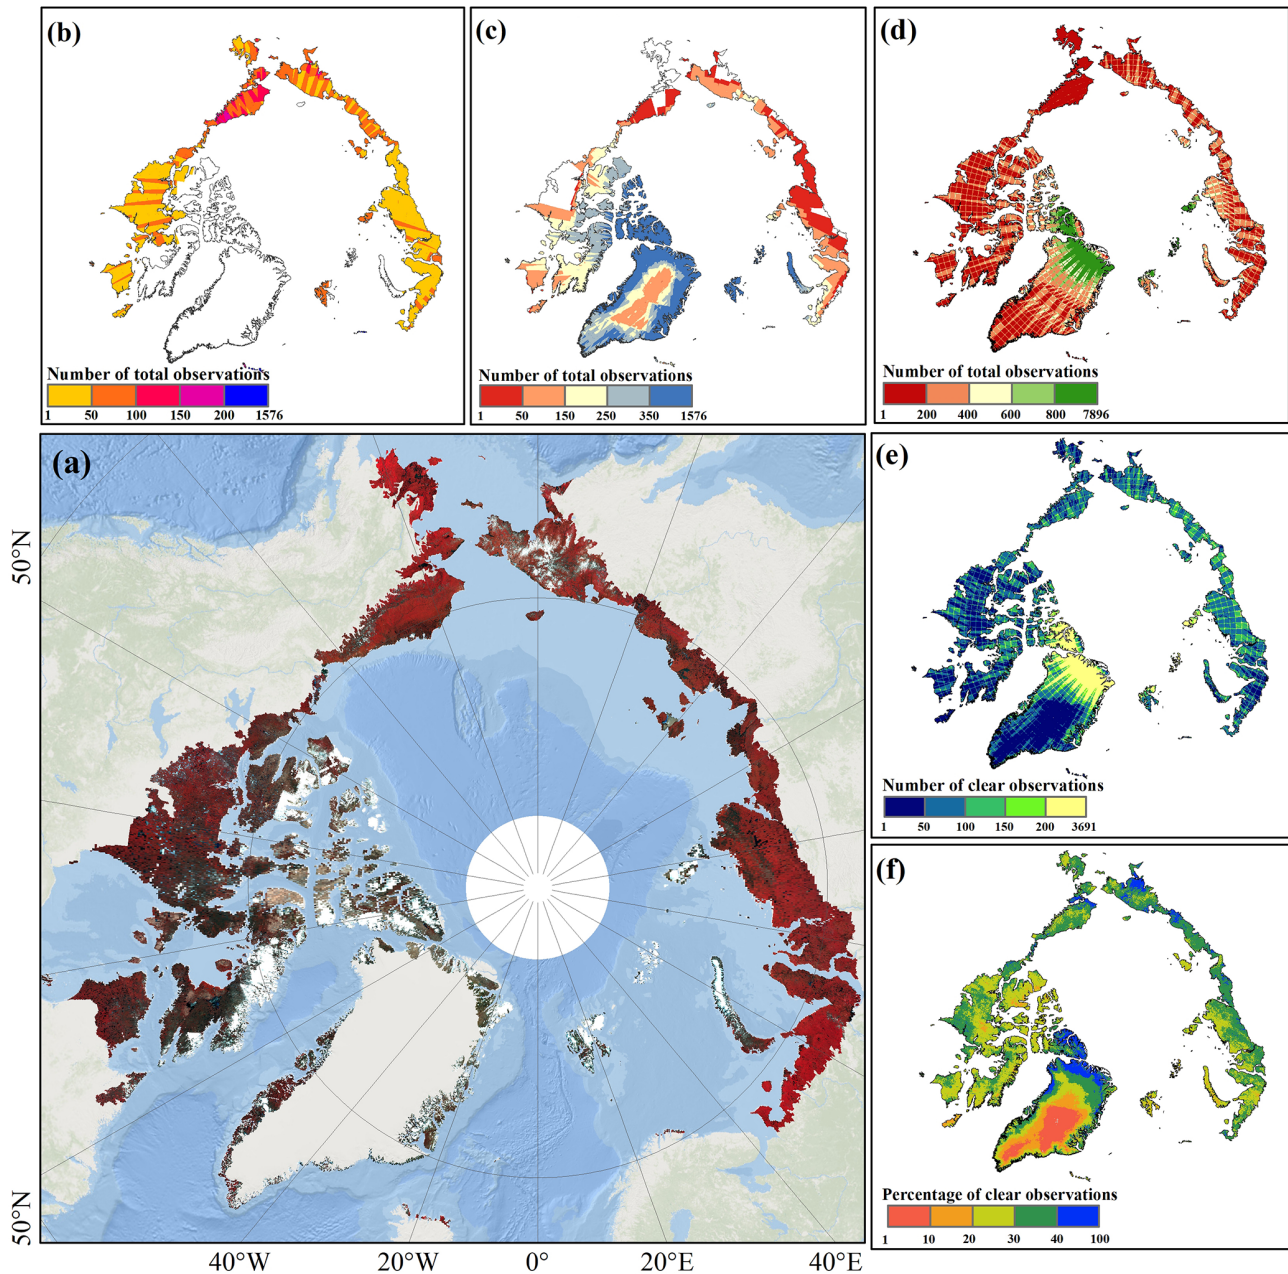 (b)
Number of total observations
1 50 100 150 200 1576
(c)
Number of total observations
1 50 150 250 350 1576
(d)
Number of total observations
1 200 400 600 800 7896
(a)
50°N
50°N
40°W 20°W 0° 20°E 40°E
(e)
Number of clear observations
1 50 100 150 200 3691
(f)
Percentage of clear observations
1 10 20 30 40 100